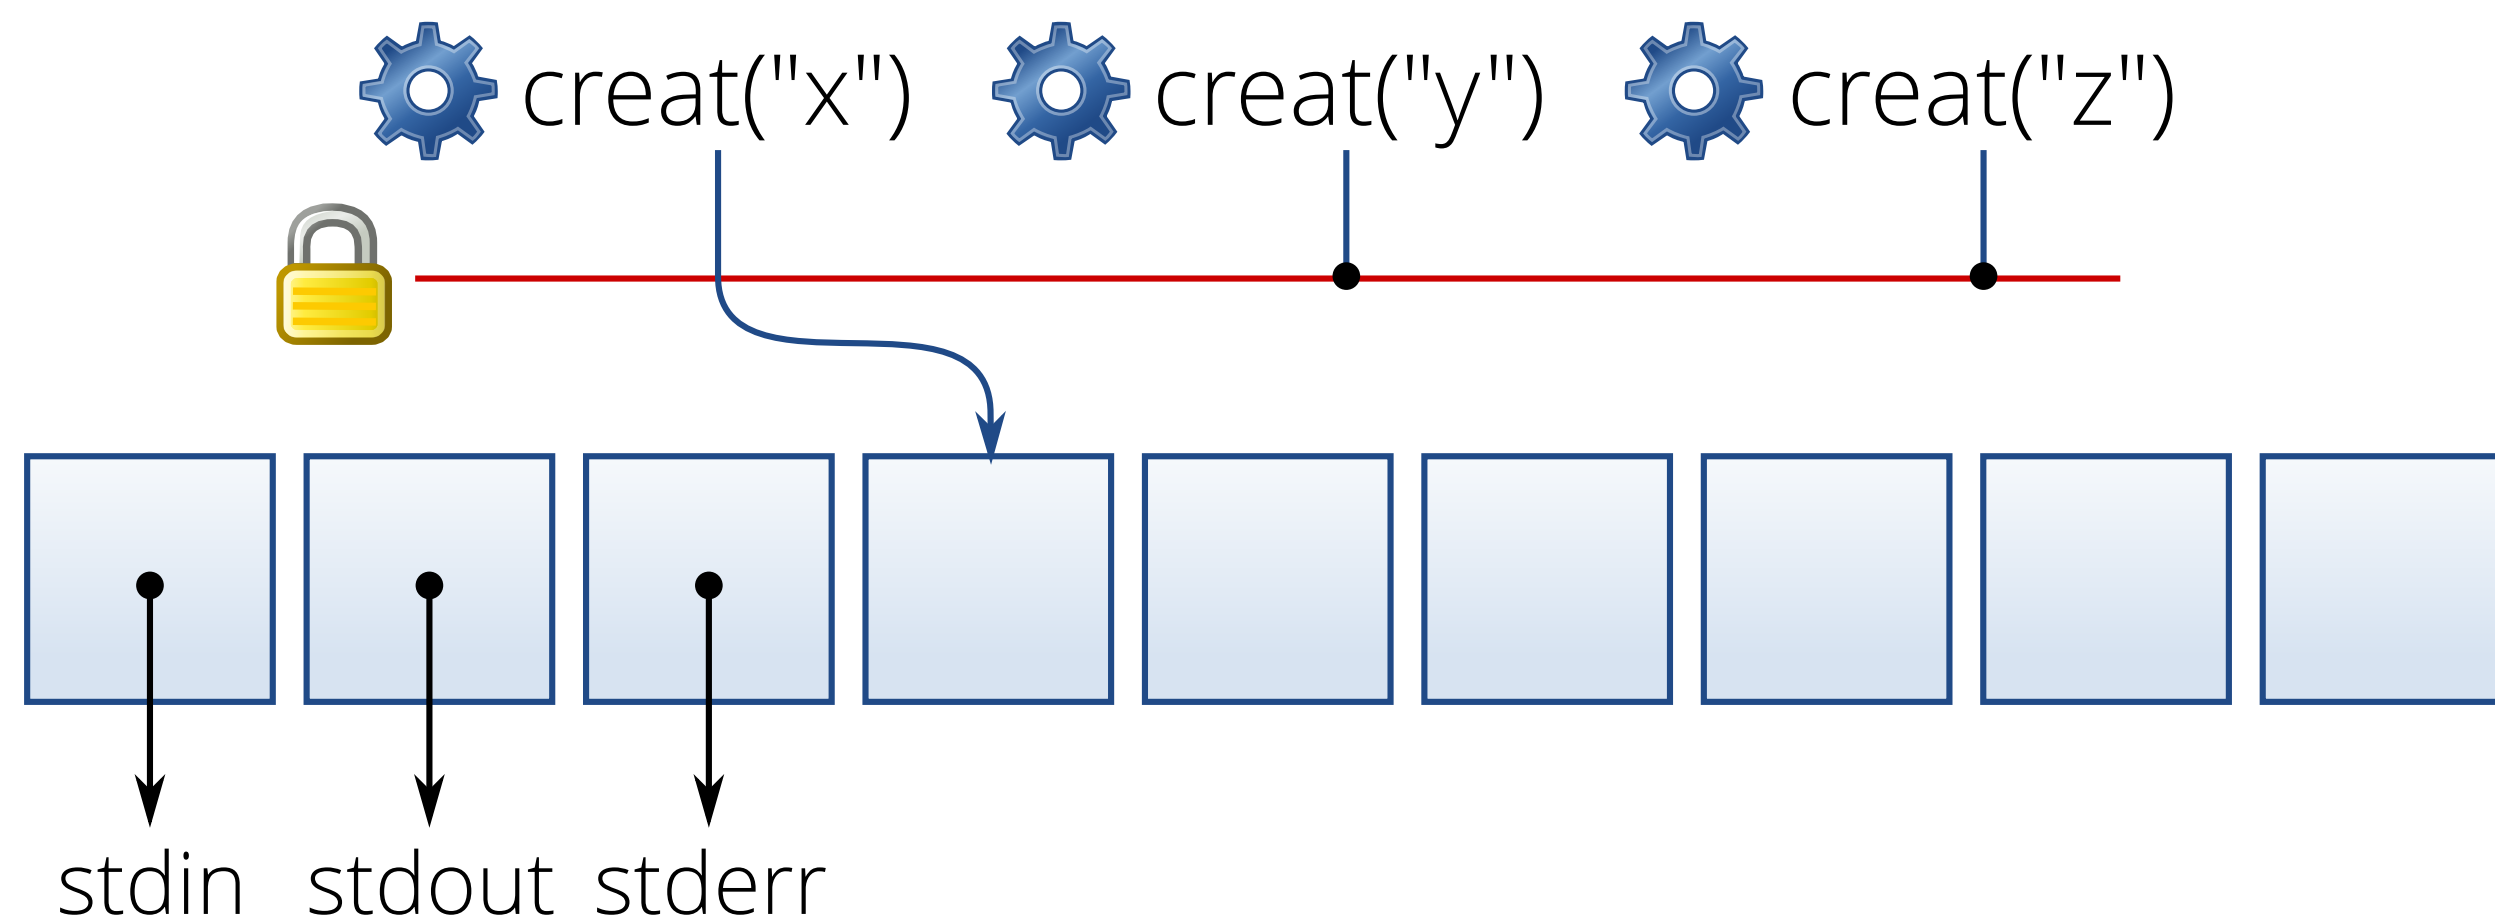 creat("x") creat("y") creat("z")
stdin stdout stderr